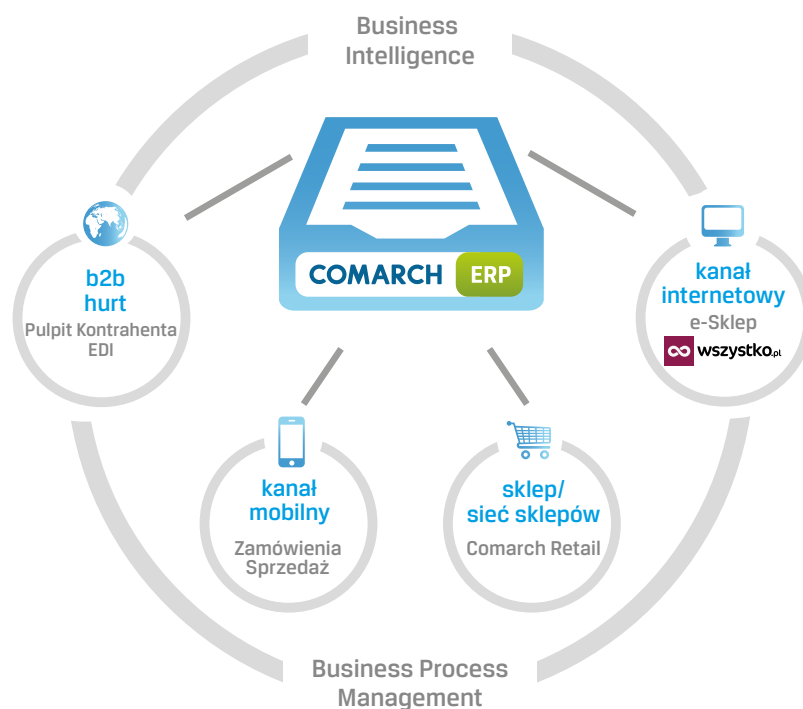 Business
Intelligence
COMARCH ERP
b2b
hurt
Pulpit Kontrahenta
EDI
kanał
internetowy
e-Sklep
wszystko.pl
kanał
mobilny
Zamówienia
Sprzedaż
sklep/
sieć sklepów
Comarch Retail
Business Process
Management